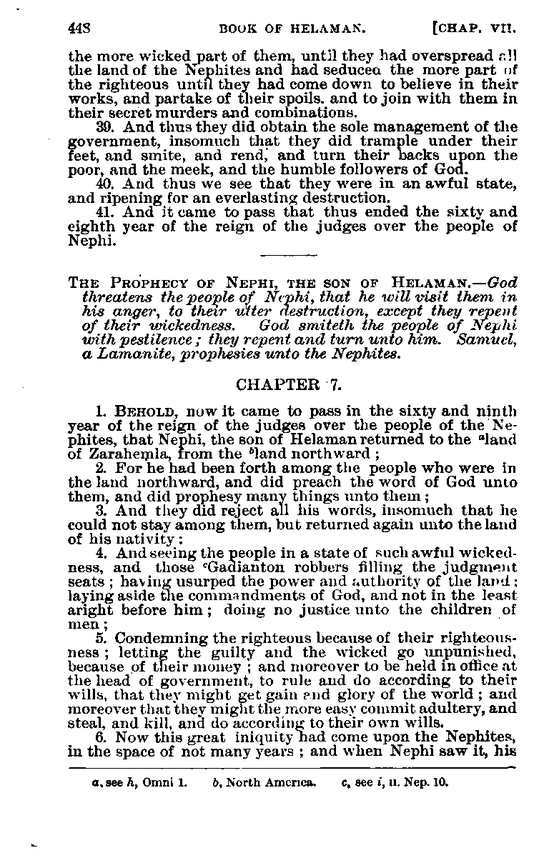 448 BOOK OF HELAMAN. [CHAP. VII.
the more wicked part of them, until they had overspread all
the land of the Nephites and had seduced the more part of
the righteous until they had come down to believe in their
works, and partake of their spoils. and to join with them in
their secret murders and combinations.
39. And thus they did obtain the sole management of the
government, insomuch that they did trample under their
feet, and smite, and rend, and turn their backs upon the
poor, and the meek, and the humble followers of God.
40. And thus we see that they were in an awful state,
and ripening for an everlasting destruction.
41. And it came to pass that thus ended the sixty and
eighth year of the reign of the judges over the people of
Nephi.
THE PROPHECY OF NEPHI, THE SON OF HELAMAN.—God
threatens the people of Nephi, that he will visit them in
his anger, to their utter destruction, except they repent
of their wickedness. God smiteth the people of Nephi
with pestilence; they repent and turn unto him. Samuel,
a Lamanite, prophesies unto the Nephites.
CHAPTER 7.
1. BEHOLD, now it came to pass in the sixty and ninth
year of the reign of the judges over the people of the Ne-
phites, that Nephi, the son of Helaman returned to the ᵃland
of Zarahemla, from the ᵇland northward;
2. For he had been forth among the people who were in
the land northward, and did preach the word of God unto
them, and did prophesy many things unto them;
3. And they did reject all his words, insomuch that he
could not stay among them, but returned again unto the land
of his nativity:
4. And seeing the people in a state of such awful wicked-
ness, and those ᶜGadianton robbers filling the judgment
seats; having usurped the power and authority of the land;
laying aside the commandments of God, and not in the least
aright before him; doing no justice unto the children of
men;
5. Condemning the righteous because of their righteous-
ness; letting the guilty and the wicked go unpunished,
because of their money; and moreover to be held in office at
the head of government, to rule and do according to their
wills, that they might get gain and glory of the world; and
moreover that they might the more easy commit adultery, and
steal, and kill, and do according to their own wills.
6. Now this great iniquity had come upon the Nephites,
in the space of not many years; and when Nephi saw it, his
a, see h, Omni 1. b, North America. c, see i, II. Nep. 10.